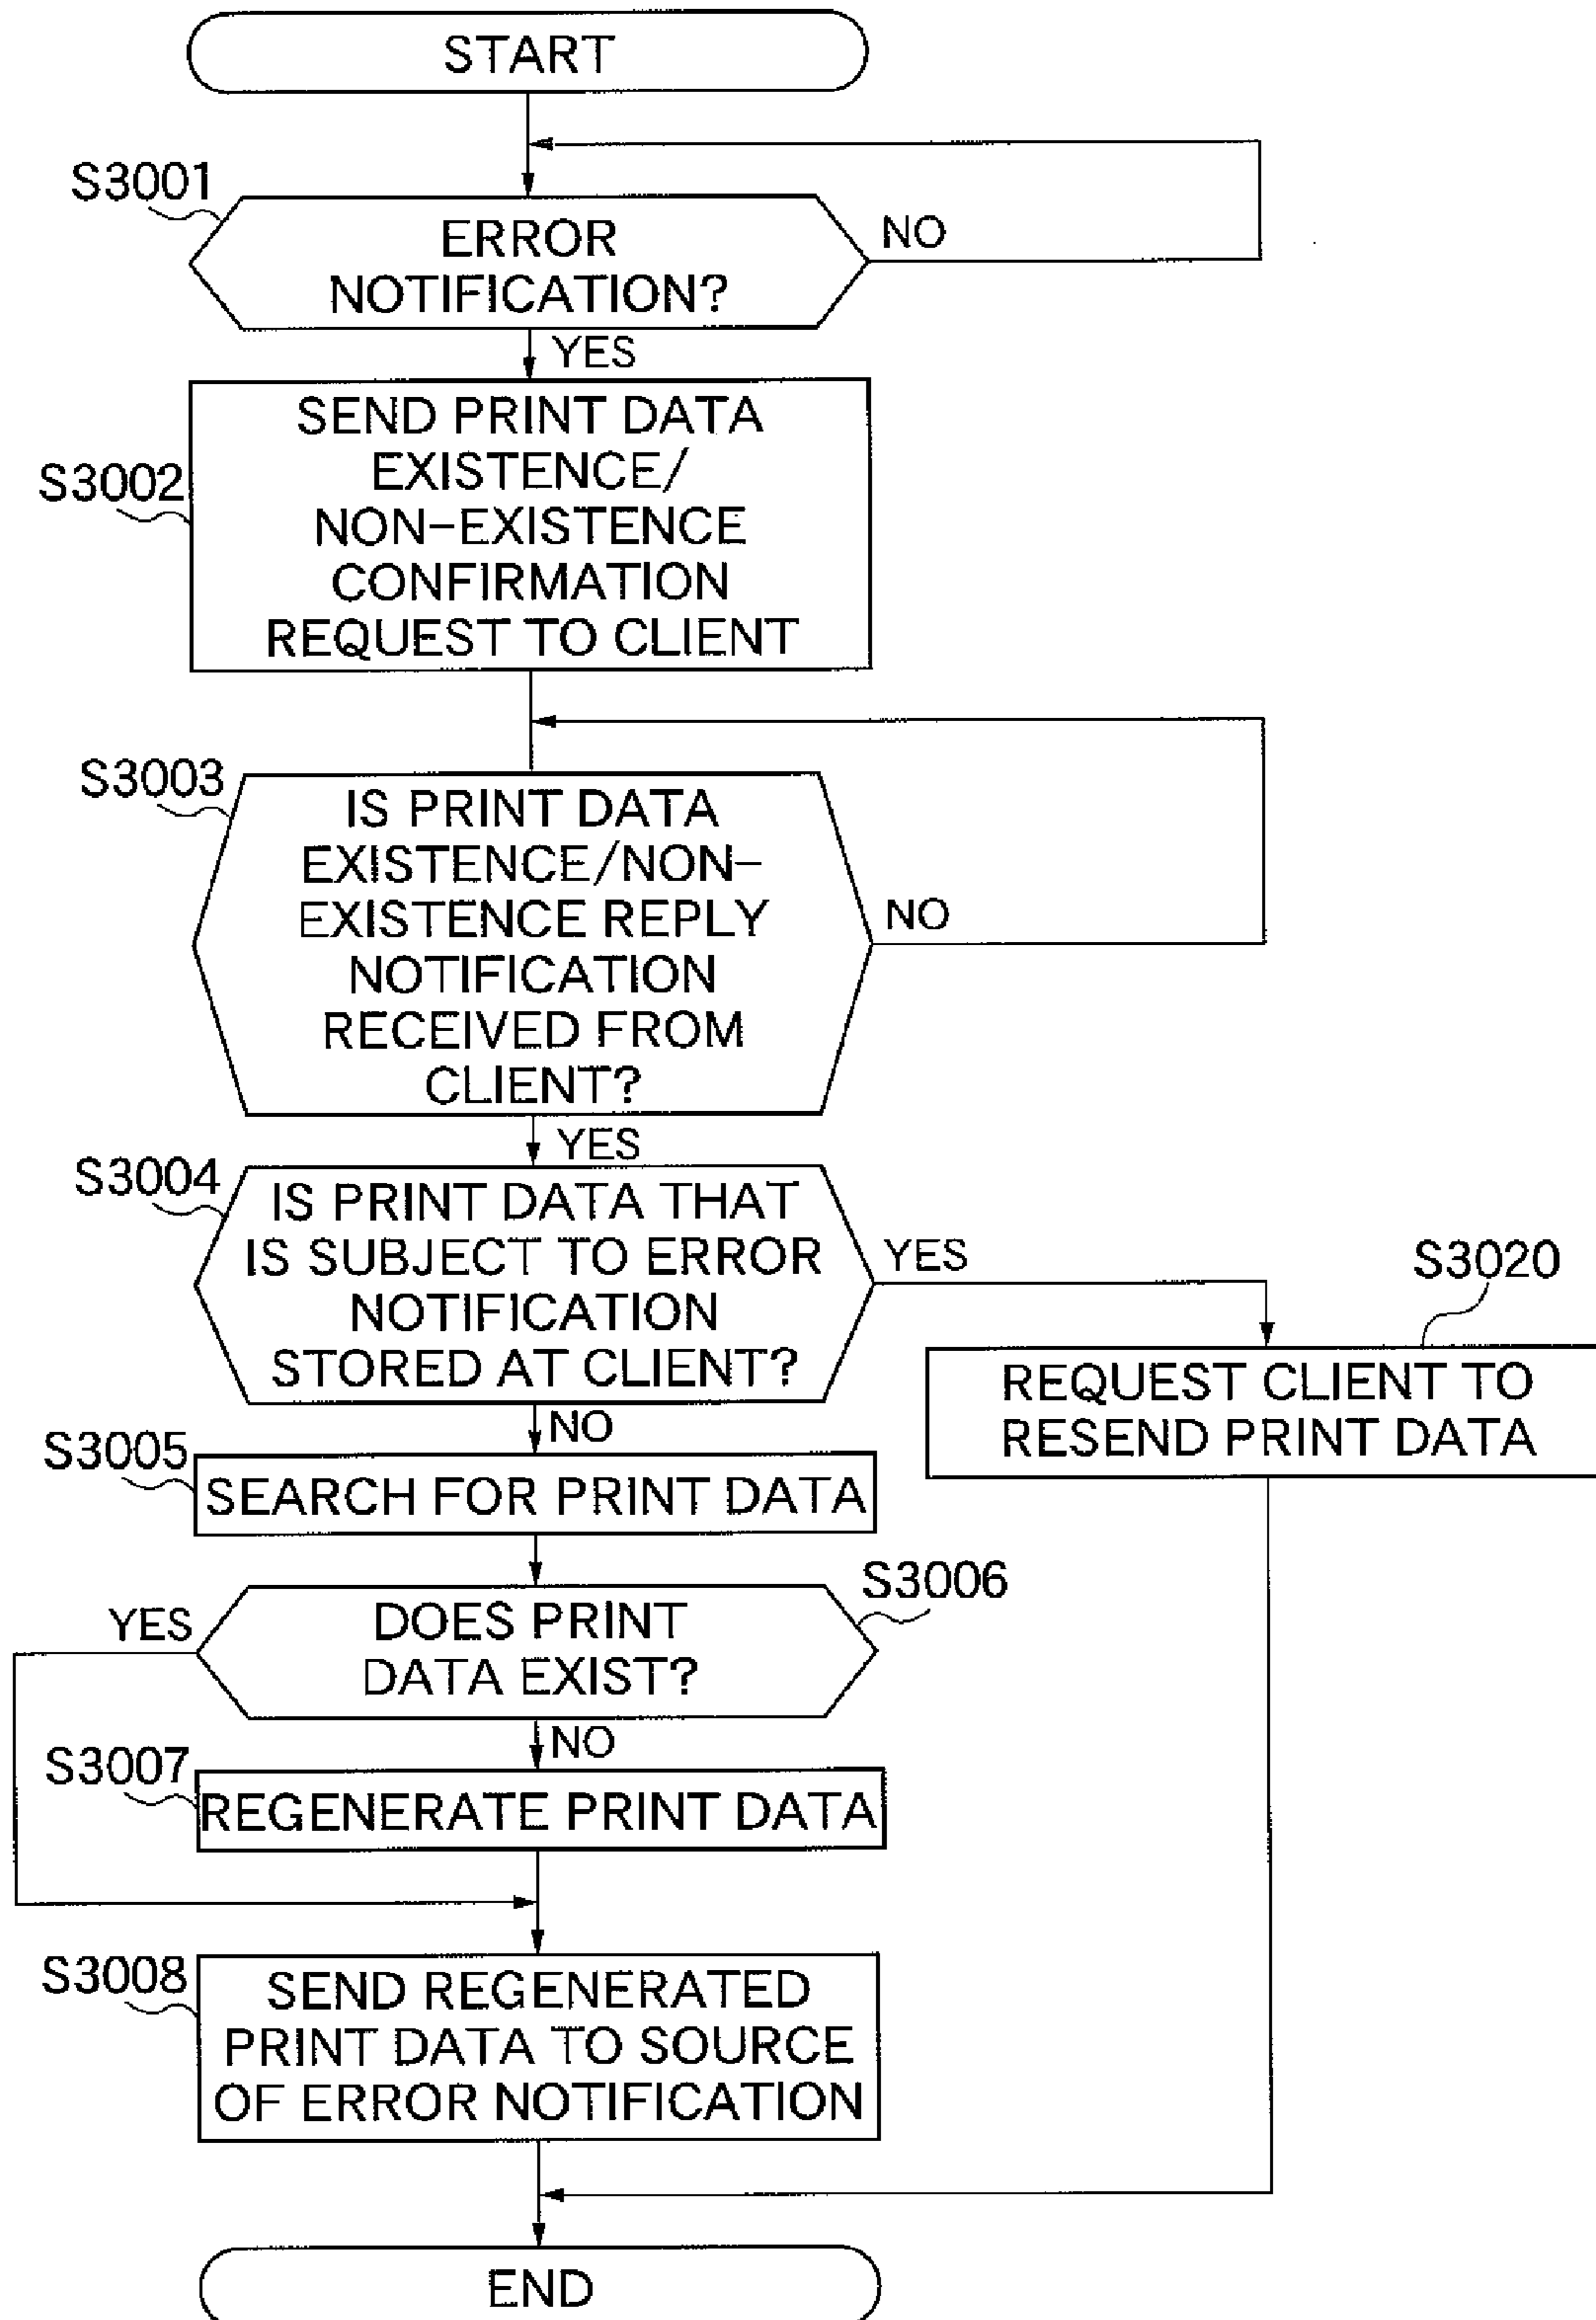 START
S3001
ERROR
NOTIFICATION?
NO
YES
S3002
SEND PRINT DATA
EXISTENCE/
NON-EXISTENCE
CONFIRMATION
REQUEST TO CLIENT
S3003
IS PRINT DATA
EXISTENCE/NON-
EXISTENCE REPLY
NOTIFICATION
RECEIVED FROM
CLIENT?
NO
YES
S3004
IS PRINT DATA THAT
IS SUBJECT TO ERROR
NOTIFICATION
STORED AT CLIENT?
YES
S3020
REQUEST CLIENT TO
RESEND PRINT DATA
NO
S3005
SEARCH FOR PRINT DATA
S3006
YES
DOES PRINT
DATA EXIST?
NO
S3007
REGENERATE PRINT DATA
S3008
SEND REGENERATED
PRINT DATA TO SOURCE
OF ERROR NOTIFICATION
END